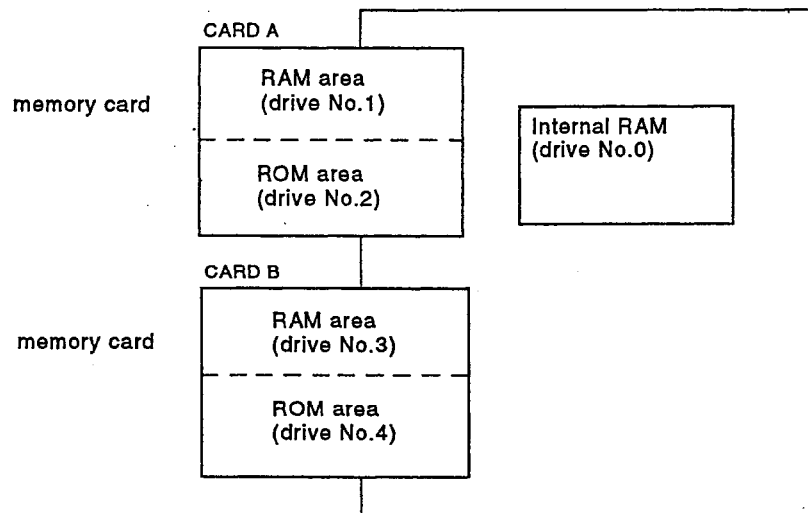 CARD A
memory card
RAM area
(drive No.1)
ROM area
(drive No.2)
Internal RAM
(drive No.0)
CARD B
memory card
RAM area
(drive No.3)
ROM area
(drive No.4)